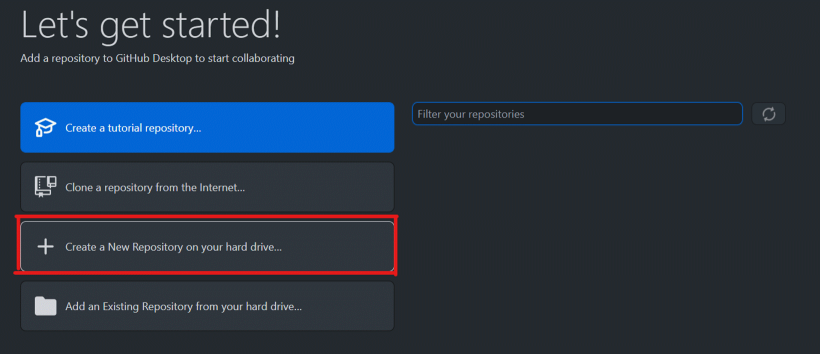 Let's get started!
Add a repository to GitHub Desktop to start collaborating
Create a tutorial repository...
Filter your repositories
Clone a repository from the Internet...
Create a New Repository on your hard drive...
Add an Existing Repository from your hard drive...